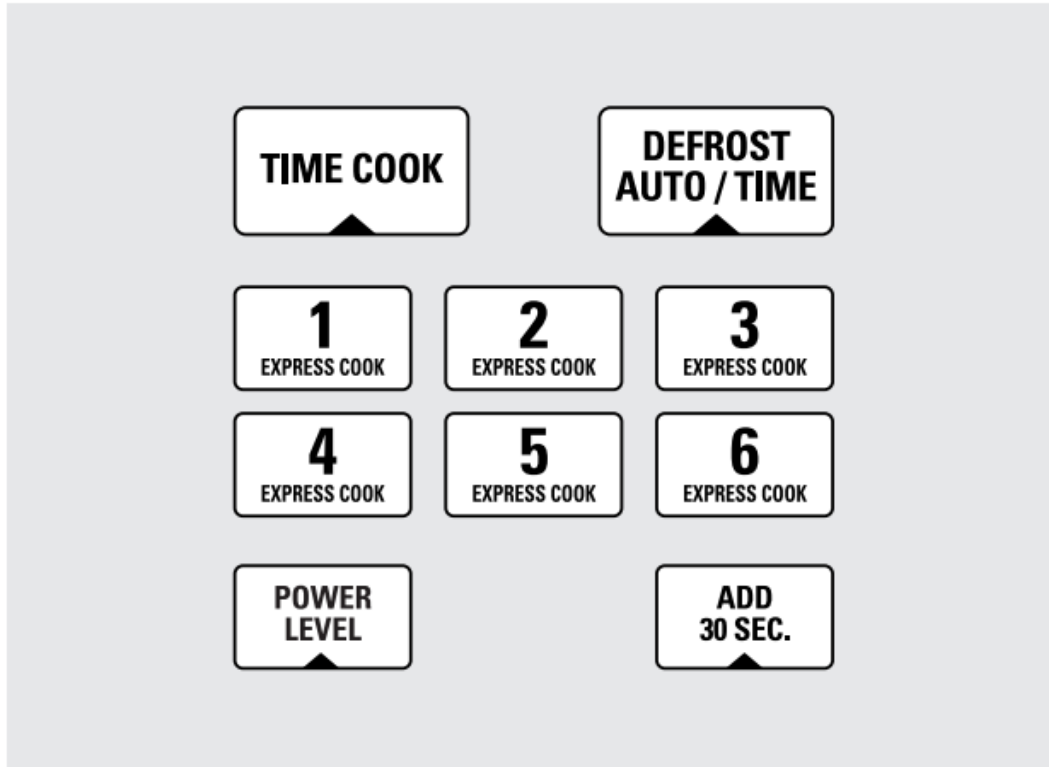 TIME COOK
DEFROST
AUTO / TIME
1
EXPRESS COOK
2
EXPRESS COOK
3
EXPRESS COOK
4
EXPRESS COOK
5
EXPRESS COOK
6
EXPRESS COOK
POWER
LEVEL
ADD
30 SEC.